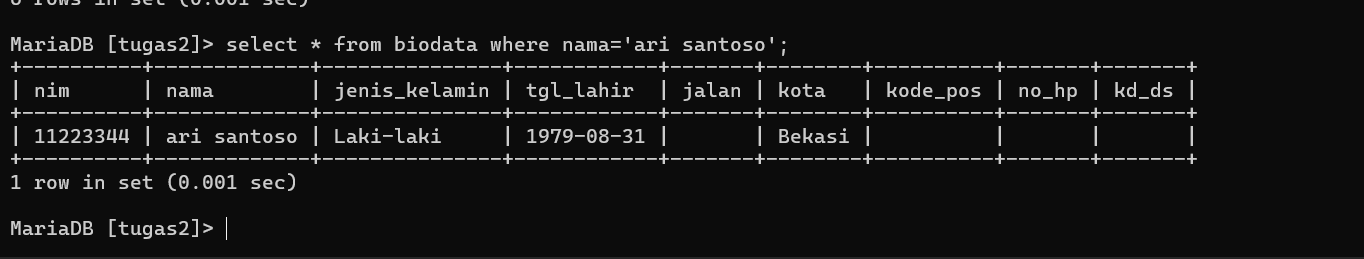 6 rows in set (0.001 sec)
MariaDB [tugas2]> select * from biodata where nama='ari santoso';
+----------+-------------+---------------+------------+-------+--------+----------+-------+-------+
| nim      | nama        | jenis_kelamin | tgl_lahir  | jalan | kota   | kode_pos | no_hp | kd_ds |
+----------+-------------+---------------+------------+-------+--------+----------+-------+-------+
| 11223344 | ari santoso | Laki-laki     | 1979-08-31 |       | Bekasi |          |       |       |
+----------+-------------+---------------+------------+-------+--------+----------+-------+-------+
1 row in set (0.001 sec)
MariaDB [tugas2]>